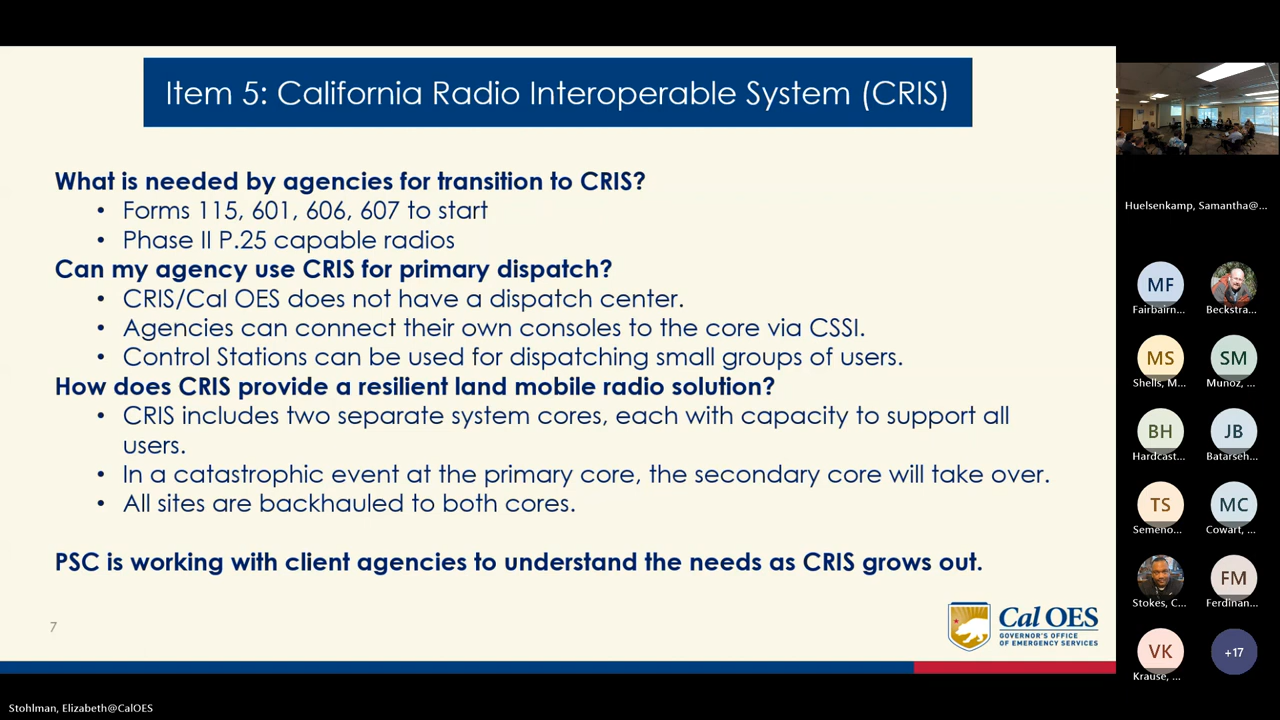 Item 5: California Radio Interoperable System (CRIS)
What is needed by agencies for transition to CRIS?
• Forms 115, 601, 606, 607 to start
• Phase II P.25 capable radios
Can my agency use CRIS for primary dispatch?
• CRIS/Cal OES does not have a dispatch center.
• Agencies can connect their own consoles to the core via CSSI.
• Control Stations can be used for dispatching small groups of users.
How does CRIS provide a resilient land mobile radio solution?
• CRIS includes two separate system cores, each with capacity to support all
users.
• In a catastrophic event at the primary core, the secondary core will take over.
• All sites are backhauled to both cores.
PSC is working with client agencies to understand the needs as CRIS grows out.
7
Cal OES
GOVERNOR'S OFFICE
OF EMERGENCY SERVICES
Huelsenkamp, Samantha@...
MF
Fairbairn...
Beckstra...
MS
Shells, M...
SM
Munoz, ...
BH
Hardcast...
JB
Batarseh...
TS
Semeno...
MC
Cowart, ...
Stokes, C...
FM
Ferdinan...
VK
Krause, ...
+17
Stohlman, Elizabeth@CalOES